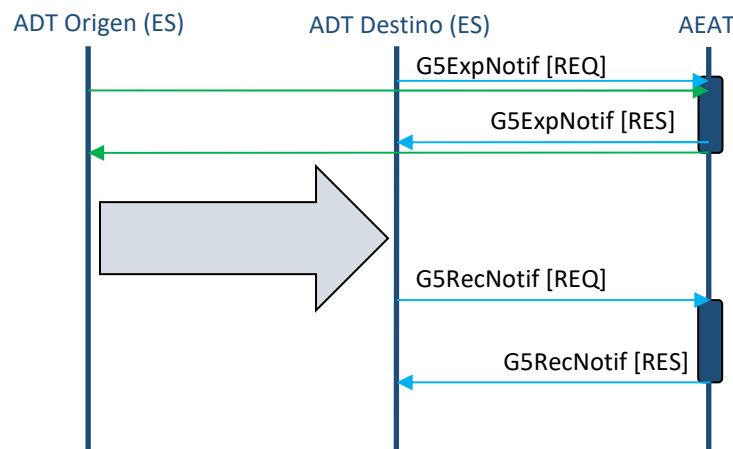 ADT Origen (ES)
ADT Destino (ES)
AEAT
G5ExpNotif [REQ]
G5ExpNotif [RES]
G5RecNotif [REQ]
G5RecNotif [RES]